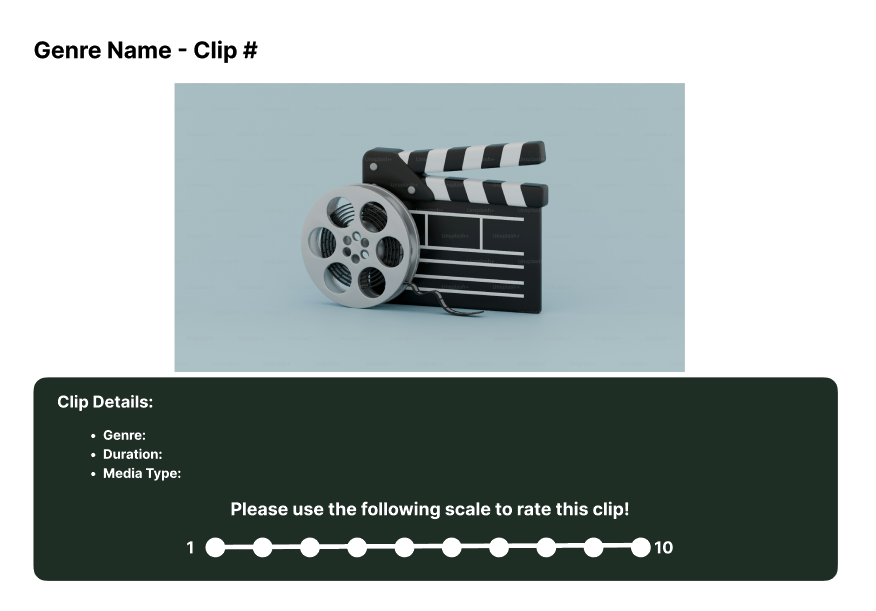 Genre Name - Clip #
Clip Details:
• Genre:
• Duration:
• Media Type:
Please use the following scale to rate this clip!
1 10